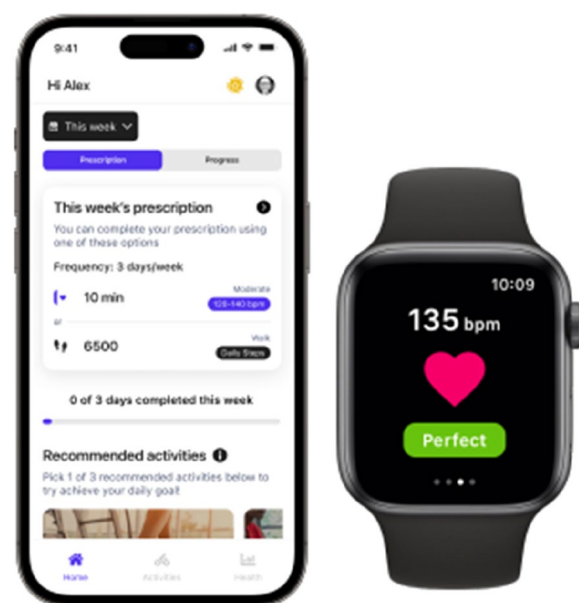 9:41
Hi Alex
This week
Prescription Progress
This week's prescription
You can complete your prescription using
one of these options
Frequency: 3 days/week
Moderate
10 min
128-140 bpm
or
Walk
6500
Daily Steps
0 of 3 days completed this week
Recommended activities
Pick 1 of 3 recommended activities below to
try achieve your daily goal!
Home Activities Health
10:09
135 bpm
Perfect